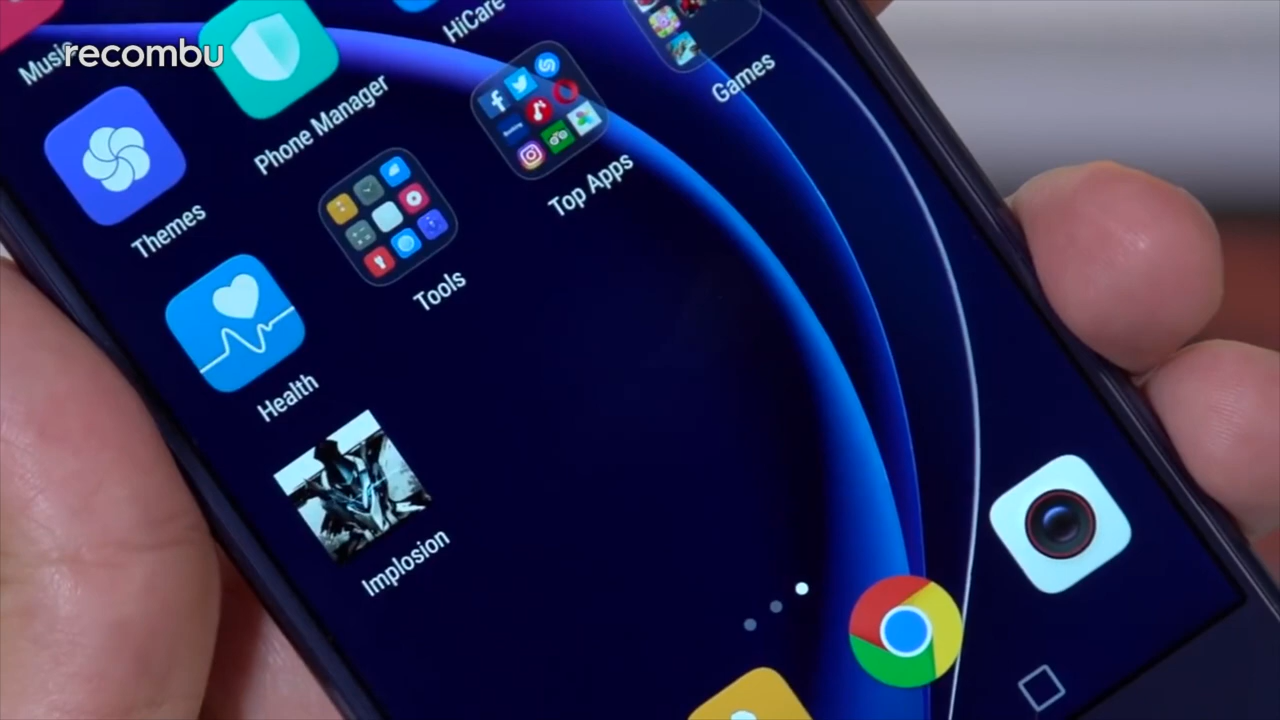 recombu
Music
HiCare
Phone Manager
Games
Themes
Top Apps
Tools
Health
Implosion